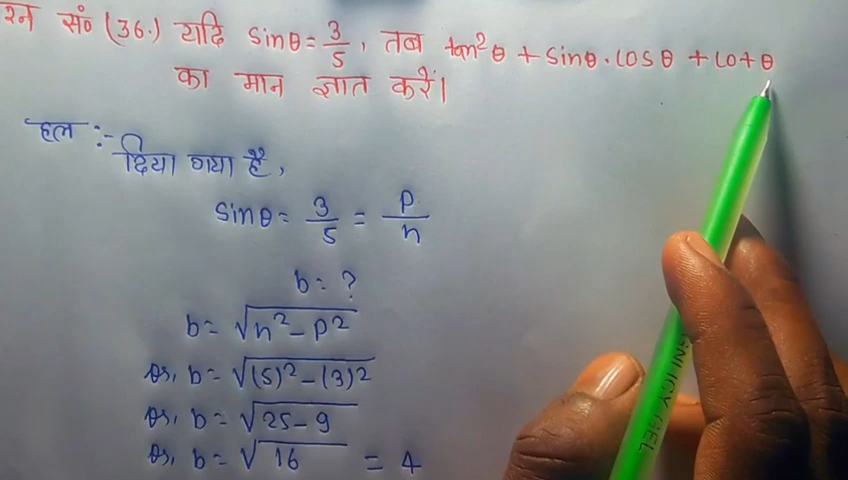 रन सं० (36.) यदि sinθ = 3/5, तब tan²θ + sinθ.cosθ + cotθ
का मान ज्ञात करें।
हल :-
दिया गया है,
sinθ = 3/5 = p/h
b = ?
b = √h² - p²
या, b = √(5)² - (3)²
या, b = √25 - 9
या, b = √16 = 4